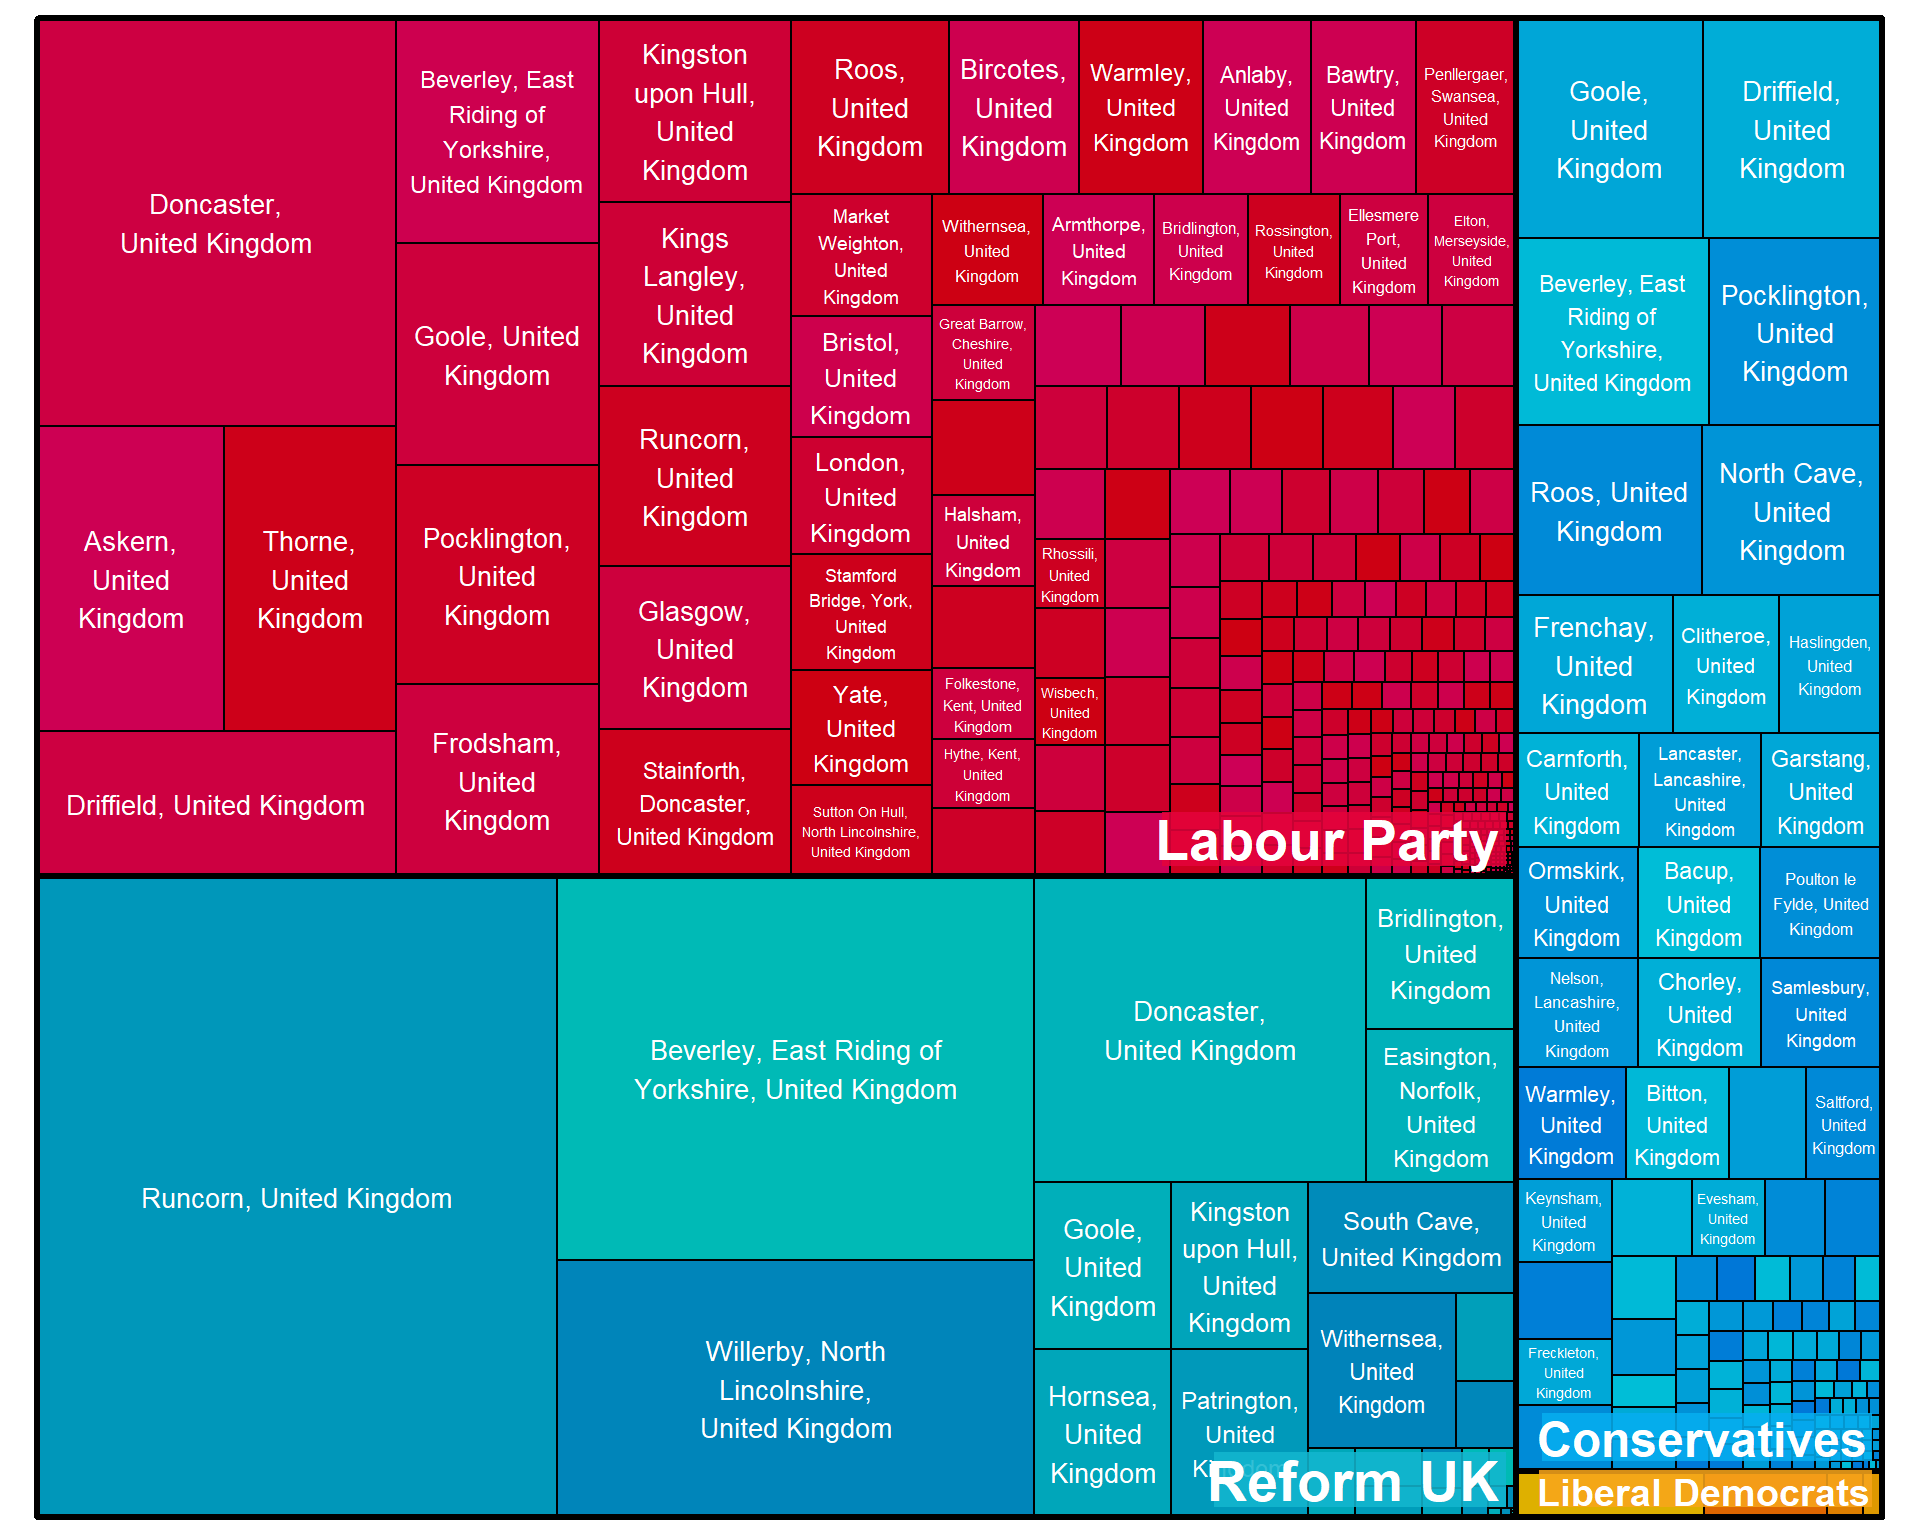 Doncaster,
United Kingdom
Askern,
United
Kingdom
Thorne,
United
Kingdom
Driffield, United Kingdom
Beverley, East
Riding of
Yorkshire,
United Kingdom
Goole, United
Kingdom
Pocklington,
United
Kingdom
Frodsham,
United
Kingdom
Kingston
upon Hull,
United
Kingdom
Kings
Langley,
United
Kingdom
Runcorn,
United
Kingdom
Glasgow,
United
Kingdom
Stainforth,
Doncaster,
United Kingdom
Roos,
United
Kingdom
Bircotes,
United
Kingdom
Warmley,
United
Kingdom
Anlaby,
United
Kingdom
Bawtry,
United
Kingdom
Penllergaer,
Swansea,
United
Kingdom
Market
Weighton,
United
Kingdom
Bristol,
United
Kingdom
London,
United
Kingdom
Stamford
Bridge, York,
United
Kingdom
Yate,
United
Kingdom
Sutton On Hull,
North Lincolnshire,
United Kingdom
Withernsea,
United
Kingdom
Armthorpe,
United
Kingdom
Bridlington,
United
Kingdom
Rossington,
United
Kingdom
Ellesmere
Port,
United
Kingdom
Elton,
Merseyside,
United
Kingdom
Great Barrow,
Cheshire,
United
Kingdom
Halsham,
United
Kingdom
Folkestone,
Kent, United
Kingdom
Hythe, Kent,
United
Kingdom
Rhossili,
United
Kingdom
Wisbech,
United
Kingdom
Labour Party
Runcorn, United Kingdom
Beverley, East Riding of
Yorkshire, United Kingdom
Willerby, North
Lincolnshire,
United Kingdom
Doncaster,
United Kingdom
Bridlington,
United
Kingdom
Easington,
Norfolk,
United
Kingdom
Goole,
United
Kingdom
Kingston
upon Hull,
United
Kingdom
South Cave,
United Kingdom
Withernsea,
United
Kingdom
Hornsea,
United
Kingdom
Patrington,
United
Kingdom
Reform UK
Goole,
United
Kingdom
Driffield,
United
Kingdom
Beverley, East
Riding of
Yorkshire,
United Kingdom
Pocklington,
United
Kingdom
Roos, United
Kingdom
North Cave,
United
Kingdom
Frenchay,
United
Kingdom
Clitheroe,
United
Kingdom
Haslingden,
United
Kingdom
Carnforth,
United
Kingdom
Lancaster,
Lancashire,
United
Kingdom
Garstang,
United
Kingdom
Ormskirk,
United
Kingdom
Bacup,
United
Kingdom
Poulton le
Fylde, United
Kingdom
Nelson,
Lancashire,
United
Kingdom
Chorley,
United
Kingdom
Samlesbury,
United
Kingdom
Warmley,
United
Kingdom
Bitton,
United
Kingdom
Saltford,
United
Kingdom
Keynsham,
United
Kingdom
Evesham,
United
Kingdom
Freckleton,
United
Kingdom
Conservatives
Liberal Democrats